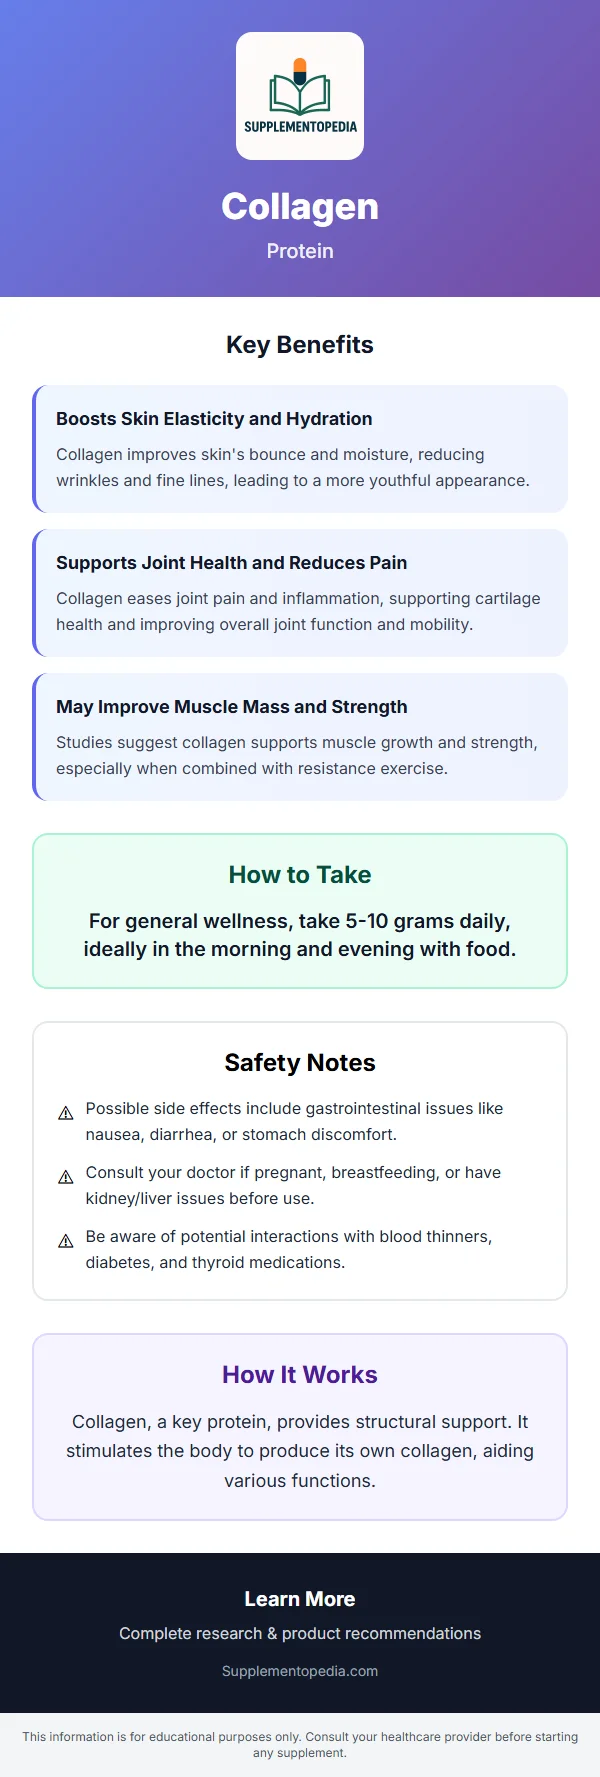 SUPPLEMENTOPEDIA
Collagen
Protein
Key Benefits
Boosts Skin Elasticity and Hydration
Collagen improves skin's bounce and moisture, reducing
wrinkles and fine lines, leading to a more youthful appearance.
Supports Joint Health and Reduces Pain
Collagen eases joint pain and inflammation, supporting cartilage
health and improving overall joint function and mobility.
May Improve Muscle Mass and Strength
Studies suggest collagen supports muscle growth and strength,
especially when combined with resistance exercise.
How to Take
For general wellness, take 5-10 grams daily,
ideally in the morning and evening with food.
Safety Notes
⚠ Possible side effects include gastrointestinal issues like
nausea, diarrhea, or stomach discomfort.
⚠ Consult your doctor if pregnant, breastfeeding, or have
kidney/liver issues before use.
⚠ Be aware of potential interactions with blood thinners,
diabetes, and thyroid medications.
How It Works
Collagen, a key protein, provides structural support. It
stimulates the body to produce its own collagen, aiding
various functions.
Learn More
Complete research & product recommendations
Supplementopedia.com
This information is for educational purposes only. Consult your healthcare provider before starting
any supplement.